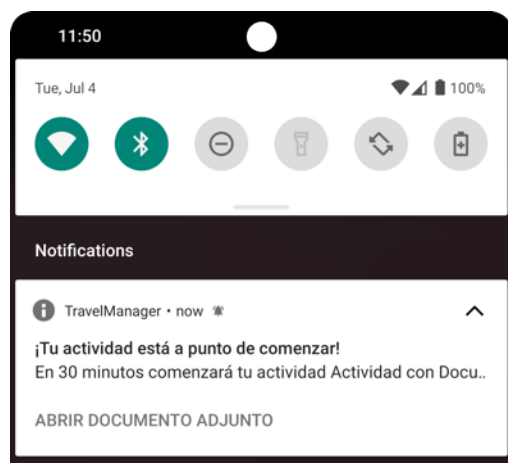 11:50
Tue, Jul 4 100%
Notifications
TravelManager • now
¡Tu actividad está a punto de comenzar!
En 30 minutos comenzará tu actividad Actividad con Docu..
ABRIR DOCUMENTO ADJUNTO